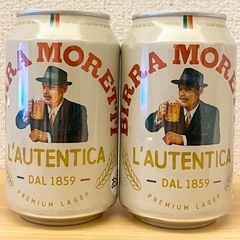 BIRRA MORETTI
L'AUTENTICA
DAL 1859
PREMIUM LAGER
BIRRA MORETTI
L'AUTENTICA
DAL 1859
PREMIUM LAGER